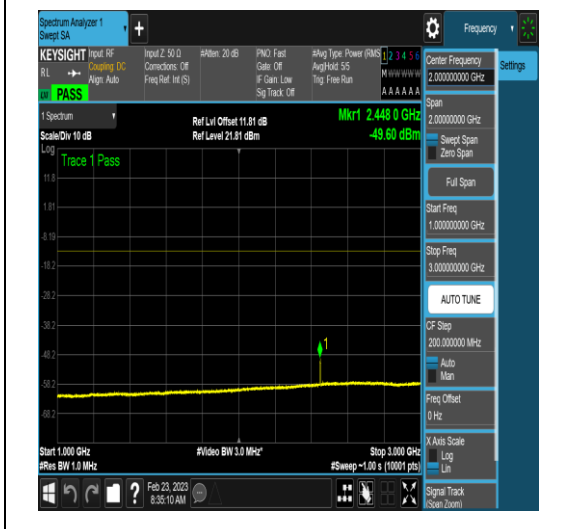 Spectrum Analyzer 1
Swept SA
+
Frequency
KEYSIGHT
RL
PASS
Input: RF
Coupling: DC
Align: Auto
Input Z: 50 Ω
Corrections: Off
Freq Ref: Int (S)
#Atten: 20 dB
PNO: Fast
Gate: Off
IF Gain: Low
Sig Track: Off
#Avg Type: Power (RMS
Avg|Hold: 5/5
Trig: Free Run
1 2 3 4 5 6
M W W W W W
A A A A A A
1 Spectrum
Scale/Div 10 dB
Ref Lvl Offset 11.81 dB
Ref Level 21.81 dBm
Mkr1 2.448 0 GHz
-49.60 dBm
Log
Trace 1 Pass
11.8
1.81
-8.19
-18.2
-28.2
-38.2
-48.2
-58.2
-68.2
1
Start 1.000 GHz
#Res BW 1.0 MHz
#Video BW 3.0 MHz*
Stop 3.000 GHz
#Sweep ~1.00 s (10001 pts)
?
Feb 23, 2023
8:35:10 AM
Center Frequency
2.000000000 GHz
Settings
Span
2.00000000 GHz
Swept Span
Zero Span
Full Span
Start Freq
1.000000000 GHz
Stop Freq
3.000000000 GHz
AUTO TUNE
CF Step
200.000000 MHz
Auto
Man
Freq Offset
0 Hz
X Axis Scale
Log
Lin
Signal Track
(Span Zoom)